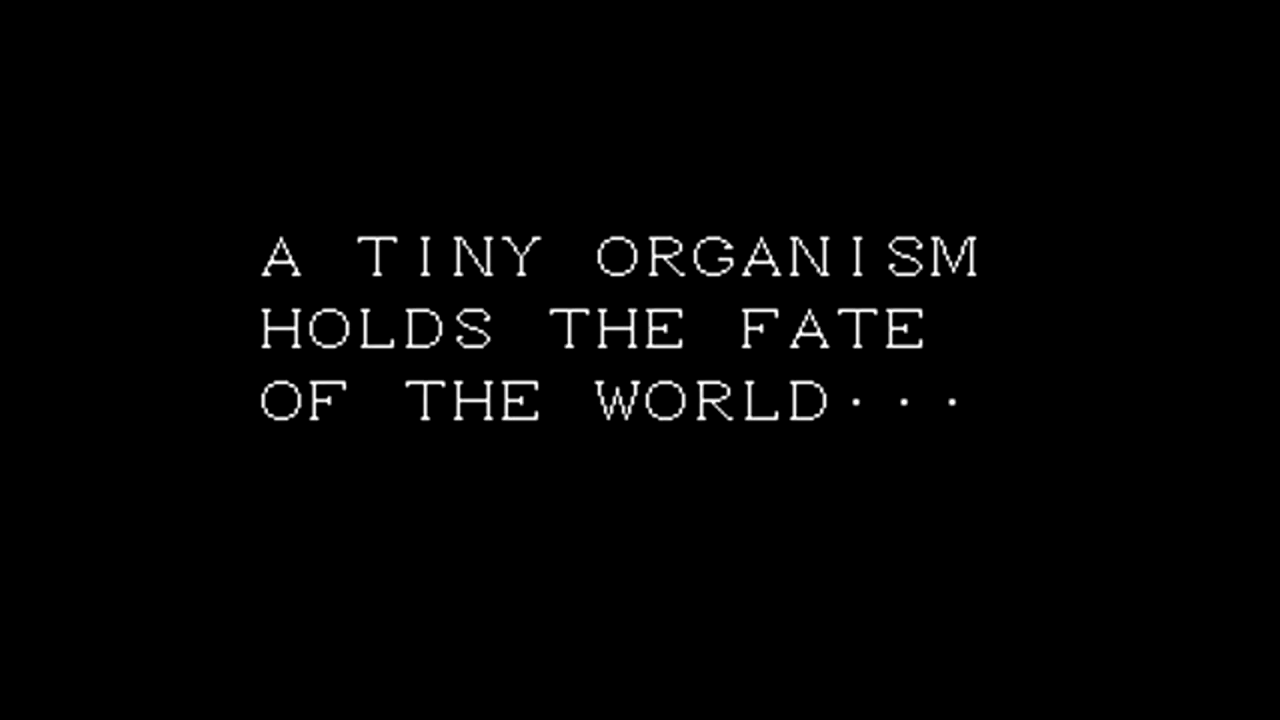 A TINY ORGANISM
HOLDS THE FATE
OF THE WORLD···